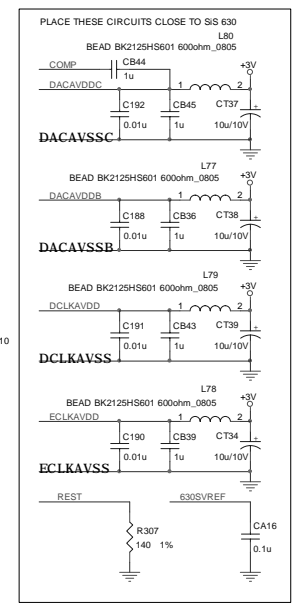 PLACE THESE CIRCUITS CLOSE TO SiS 630
L80
BEAD BK2125HS601 600ohm_0805
COMP
CB44
+3V
1u
DACAVDDC
1
2
C192
CB45
CT37
+
0.01u
1u
10u/10V
DACAVSSC
L77
BEAD BK2125HS601 600ohm_0805
+3V
DACAVDDB
1
2
C188
CB36
CT38
+
0.01u
1u
10u/10V
DACAVSSB
L79
BEAD BK2125HS601 600ohm_0805
+3V
DCLKAVDD
1
2
C191
CB43
CT39
+
10
0.01u
1u
10u/10V
DCLKAVSS
L78
BEAD BK2125HS601 600ohm_0805
+3V
ECLKAVDD
1
2
C190
CB39
CT34
+
0.01u
1u
10u/10V
ECLKAVSS
REST
630SVREF
R307
140 1%
CA16
0.1u